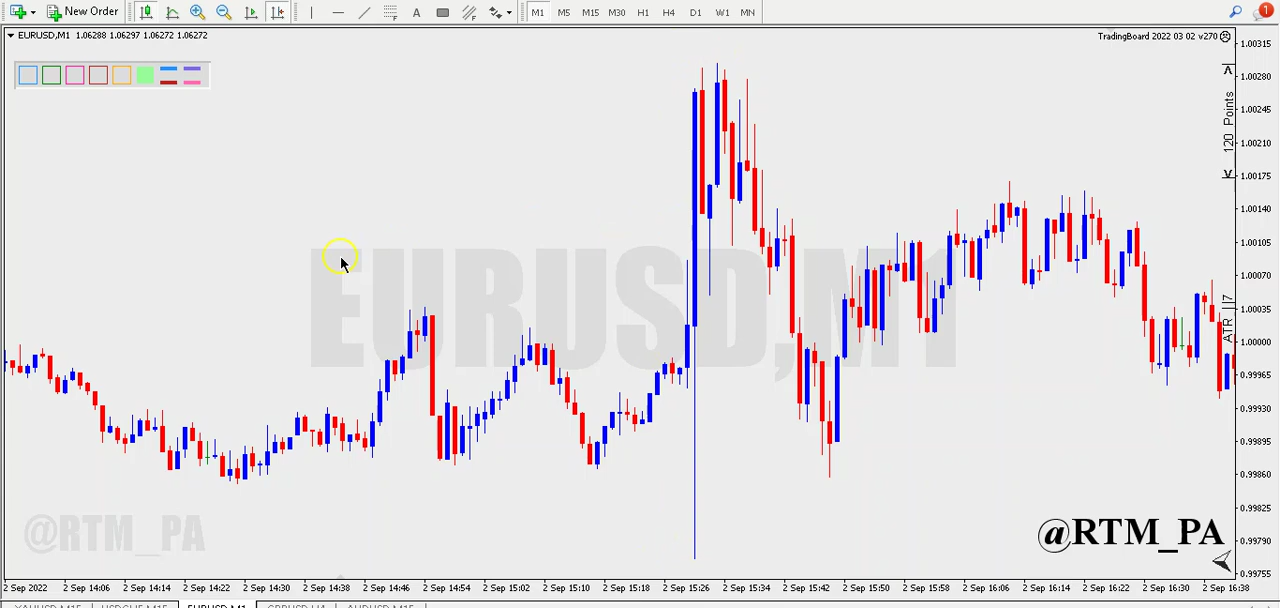 New Order
A
M1 M5 M15 M30 H1 H4 D1 W1 MN
1
EURUSD,M1 1.06288 1.06297 1.06272 1.06272
TradingBoard 2022 03 02 v270
1.00315
1.00280
1.00245
1.00210
1.00175
1.00140
1.00105
1.00070
1.00035
1.00000
0.99965
0.99930
0.99895
0.99860
0.99825
0.99790
0.99755
120 Points
ATR |7
EURUSD,M1
@RTM_PA
@RTM_PA
2 Sep 2022 2 Sep 14:06 2 Sep 14:14 2 Sep 14:22 2 Sep 14:30 2 Sep 14:38 2 Sep 14:46 2 Sep 14:54 2 Sep 15:02 2 Sep 15:10 2 Sep 15:18 2 Sep 15:26 2 Sep 15:34 2 Sep 15:42 2 Sep 15:50 2 Sep 15:58 2 Sep 16:06 2 Sep 16:14 2 Sep 16:22 2 Sep 16:30 2 Sep 16:38
EURUSD,M1